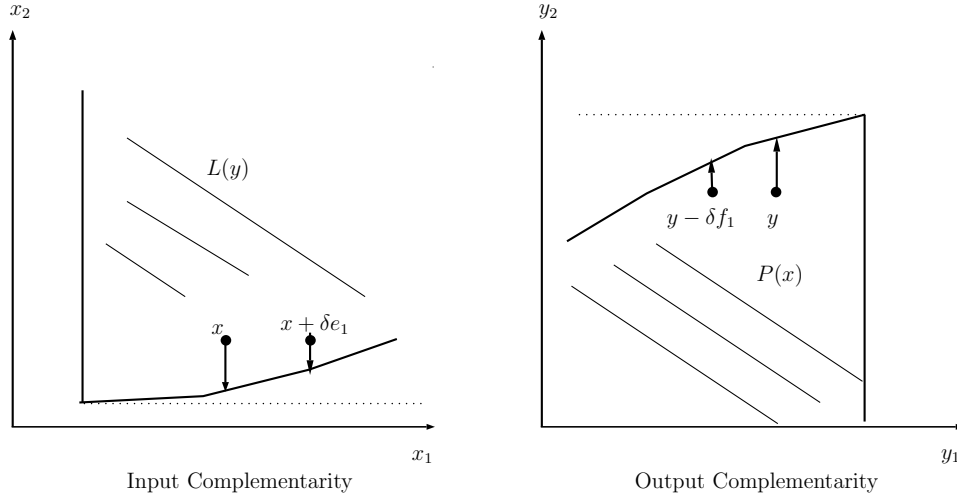 x₂
L(y)
x
x + δe₁
x₁
Input Complementarity
y₂
y − δf₁
y
P(x)
y₁
Output Complementarity